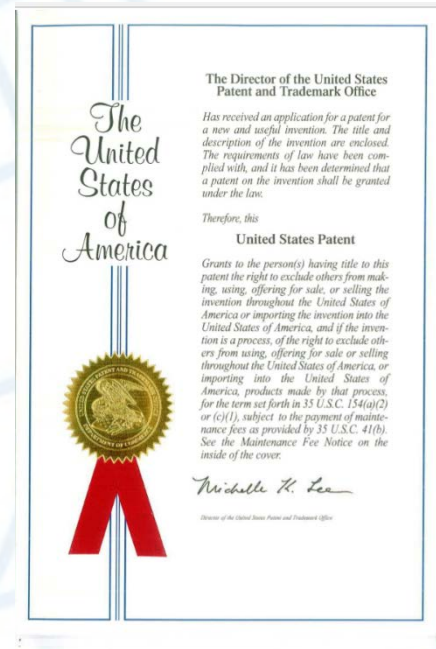 The
United
States
of
America
The Director of the United States
Patent and Trademark Office
Has received an application for a patent for
a new and useful invention. The title and
description of the invention are enclosed.
The requirements of law have been com-
plied with, and it has been determined that
a patent on the invention shall be granted
under the law.
Therefore, this
United States Patent
Grants to the person(s) having title to this
patent the right to exclude others from mak-
ing, using, offering for sale, or selling the
invention throughout the United States of
America or importing the invention into the
United States of America, and if the inven-
tion is a process, of the right to exclude oth-
ers from using, offering for sale or selling
throughout the United States of America, or
importing into the United States of
America, products made by that process,
for the term set forth in 35 U.S.C. 154(a)(2)
or (c)(1), subject to the payment of mainte-
nance fees as provided by 35 U.S.C. 41(b).
See the Maintenance Fee Notice on the
inside of the cover.
Michelle K. Lee
Director of the United States Patent and Trademark Office
UNITED STATES PATENT AND TRADEMARK OFFICE
DEPARTMENT OF COMMERCE